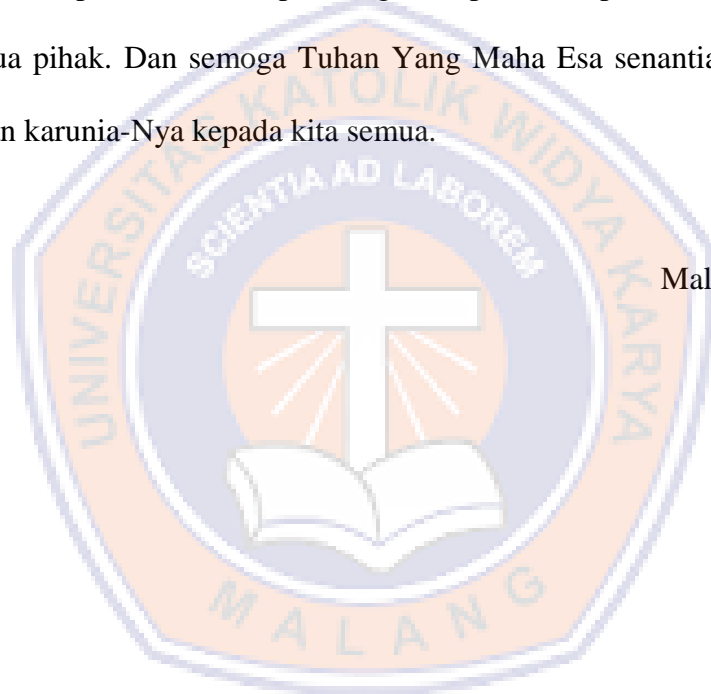 ua pihak. Dan semoga Tuhan Yang Maha Esa senantia
n karunia-Nya kepada kita semua.
Mal
UNIVERSITAS KATOLIK WIDYA KARYA
SCIENTIA AD LABOREM
MALANG